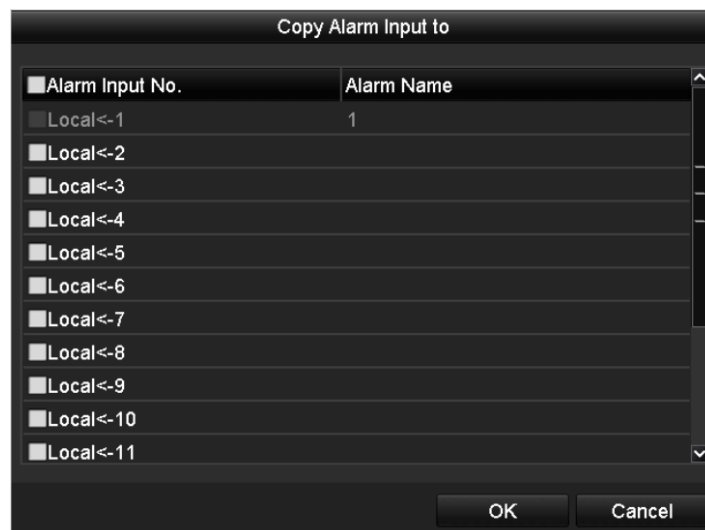 Copy Alarm Input to
Alarm Input No. Alarm Name
Local<-1 1
Local<-2
Local<-3
Local<-4
Local<-5
Local<-6
Local<-7
Local<-8
Local<-9
Local<-10
Local<-11
OK Cancel